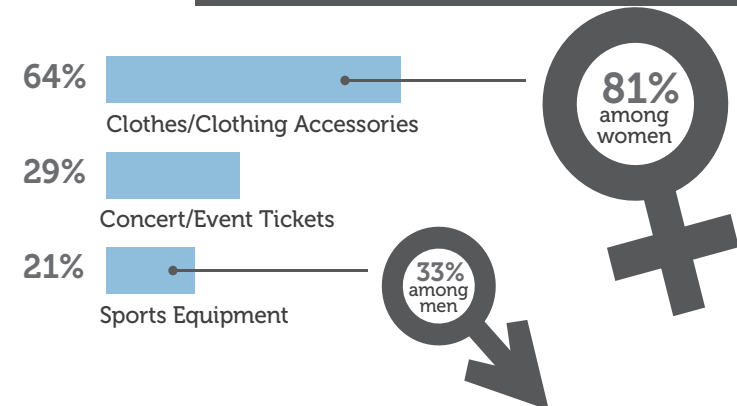 64%
Clothes/Clothing Accessories
81%
among
women
29%
Concert/Event Tickets
21%
Sports Equipment
33%
among
men